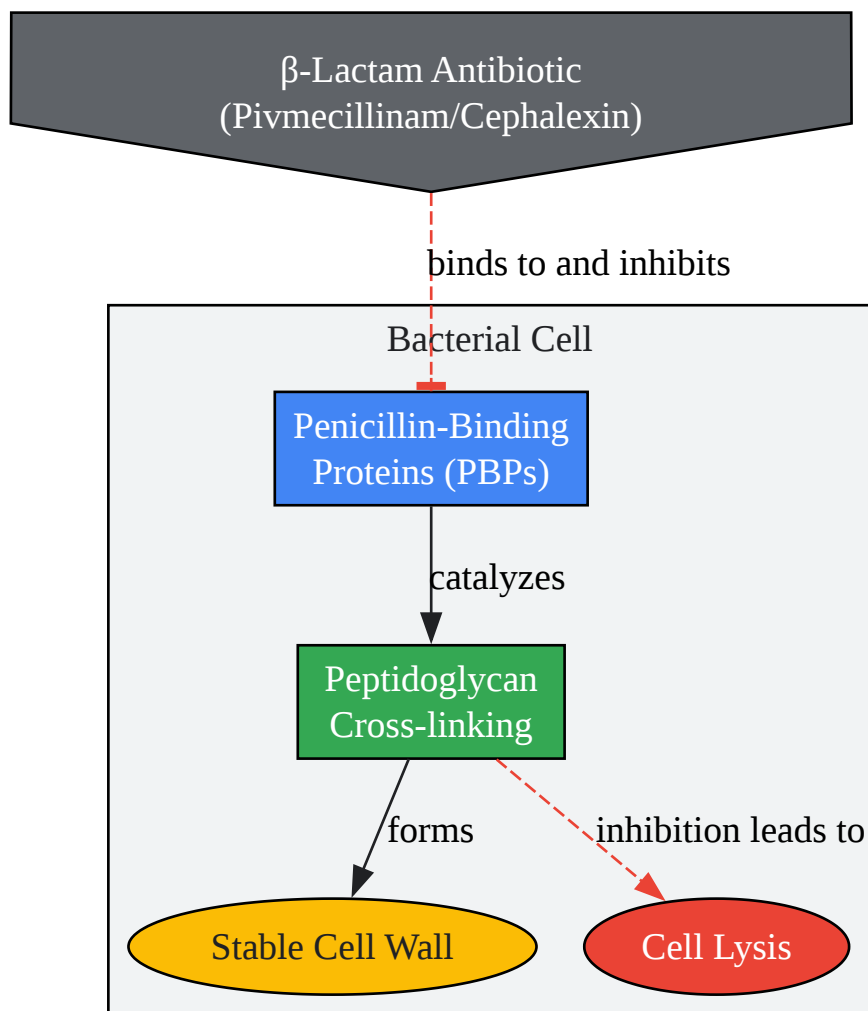 β-Lactam Antibiotic
(Pivmecillinam/Cephalexin)
binds to and inhibits
Bacterial Cell
Penicillin-Binding
Proteins (PBPs)
catalyzes
Peptidoglycan
Cross-linking
forms
inhibition leads to
Stable Cell Wall
Cell Lysis